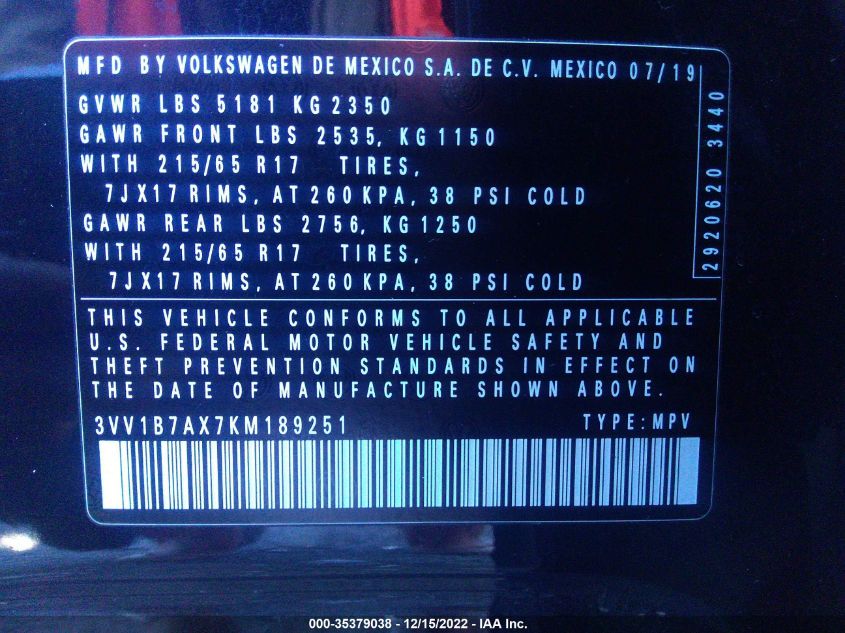 MFD BY VOLKSWAGEN DE MEXICO S.A. DE C.V. MEXICO 07/19
GVWR LBS 5181 KG 2350
GAWR FRONT LBS 2535, KG 1150
WITH 215/65 R17 TIRES,
7JX17 RIMS, AT 260 KPA, 38 PSI COLD
GAWR REAR LBS 2756, KG 1250
WITH 215/65 R17 TIRES,
7JX17 RIMS, AT 260 KPA, 38 PSI COLD
2920620 3440
THIS VEHICLE CONFORMS TO ALL APPLICABLE
U.S. FEDERAL MOTOR VEHICLE SAFETY AND
THEFT PREVENTION STANDARDS IN EFFECT ON
THE DATE OF MANUFACTURE SHOWN ABOVE.
3VV1B7AX7KM189251 TYPE: MPV
000-35379038 - 12/15/2022 - IAA Inc.